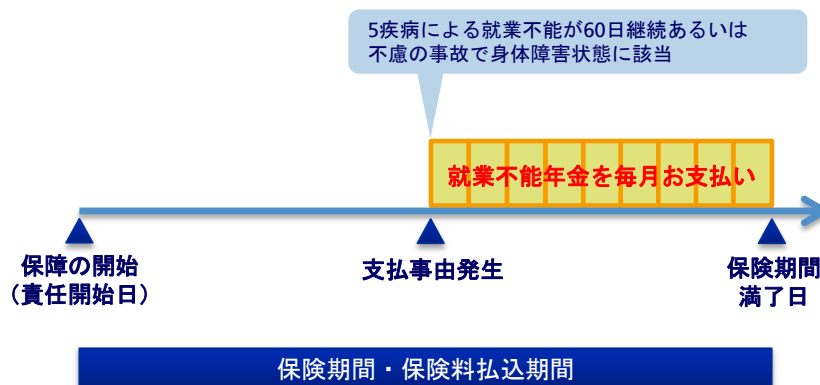 5疾病による就業不能が60日継続あるいは
不慮の事故で身体障害状態に該当
就業不能年金を毎月お支払い
保障の開始
（責任開始日）
支払事由発生
保険期間
満了日
保険期間・保険料払込期間